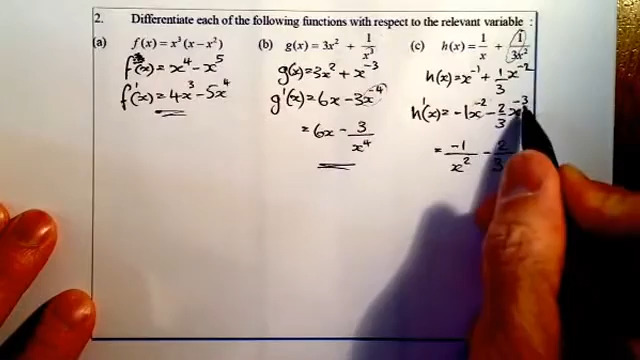 2. Differentiate each of the following functions with respect to the relevant variable :
(a) f(x) = x³(x − x²)
f(x) = x⁴ − x⁵
f'(x) = 4x³ − 5x⁴
(b) g(x) = 3x² + 1/x³
g(x) = 3x² + x⁻³
g'(x) = 6x − 3x⁻⁴
= 6x − 3/x⁴
(c) h(x) = 1/x + 1/3x²
h(x) = x⁻¹ + 1/3 x⁻²
h'(x) = −1x⁻² − 2/3 x⁻³
= −1/x² − 2/3